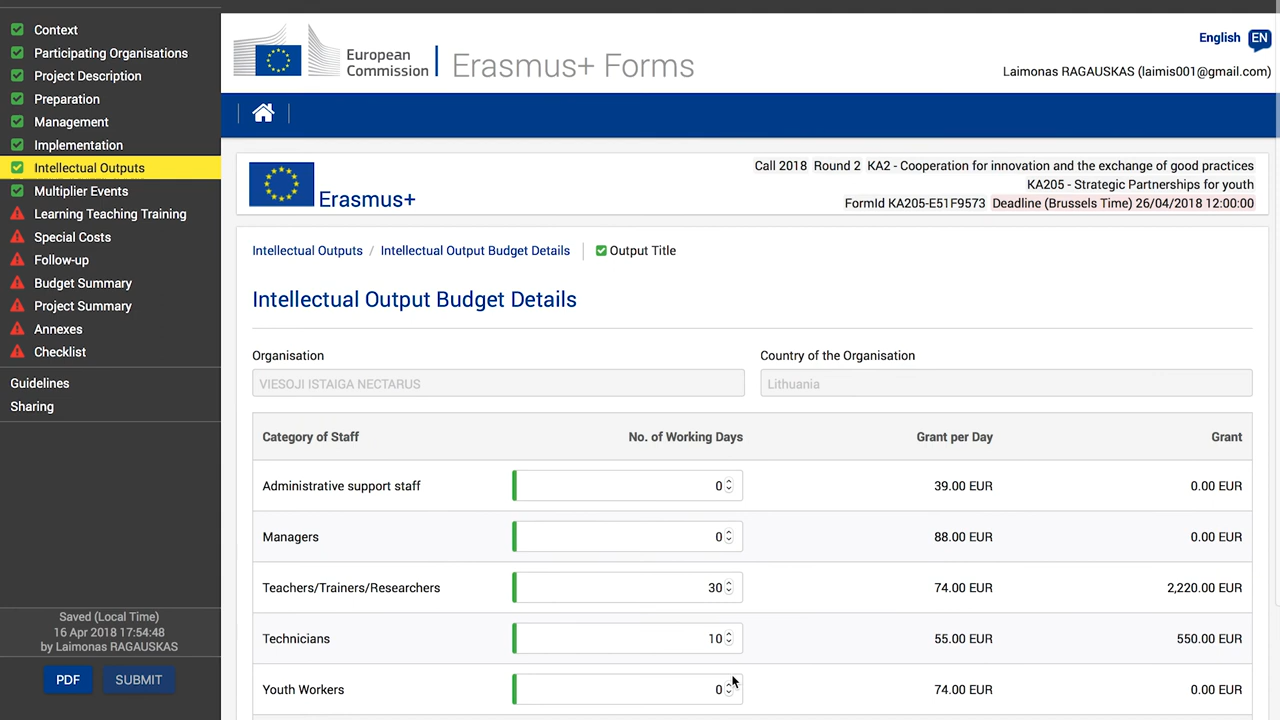 Context
Participating Organisations
Project Description
Preparation
Management
Implementation
Intellectual Outputs
Multiplier Events
Learning Teaching Training
Special Costs
Follow-up
Budget Summary
Project Summary
Annexes
Checklist
Guidelines
Sharing
Saved (Local Time)
16 Apr 2018 17:54:48
by Laimonas RAGAUSKAS
PDF SUBMIT
European
Commission
Erasmus+ Forms
English EN
Laimonas RAGAUSKAS (laimis001@gmail.com)
Erasmus+
Call 2018 Round 2 KA2 - Cooperation for innovation and the exchange of good practices
KA205 - Strategic Partnerships for youth
FormId KA205-E51F9573 Deadline (Brussels Time) 26/04/2018 12:00:00
Intellectual Outputs / Intellectual Output Budget Details Output Title
Intellectual Output Budget Details
Organisation Country of the Organisation
VIESOJI ISTAIGA NECTARUS Lithuania
Category of Staff No. of Working Days Grant per Day Grant
Administrative support staff 0 39.00 EUR 0.00 EUR
Managers 0 88.00 EUR 0.00 EUR
Teachers/Trainers/Researchers 30 74.00 EUR 2,220.00 EUR
Technicians 10 55.00 EUR 550.00 EUR
Youth Workers 0 74.00 EUR 0.00 EUR